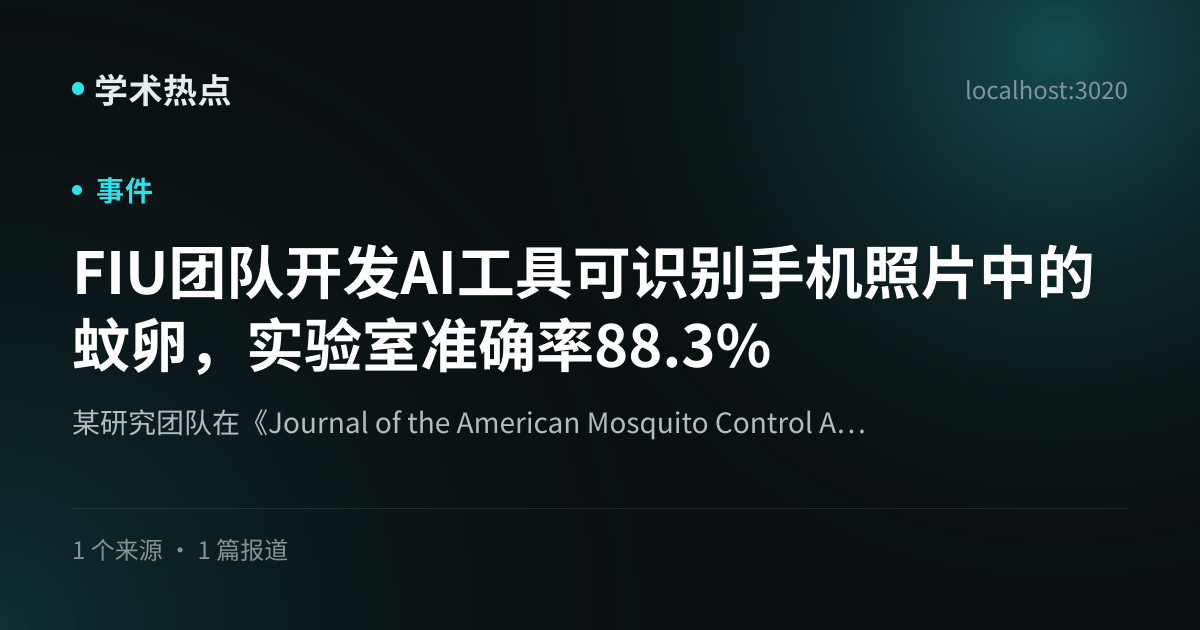 学术热点
localhost:3020
事件
FIU团队开发AI工具可识别手机照片中的
蚊卵，实验室准确率88.3%
某研究团队在《Journal of the American Mosquito Control A…
1 个来源 · 1 篇报道